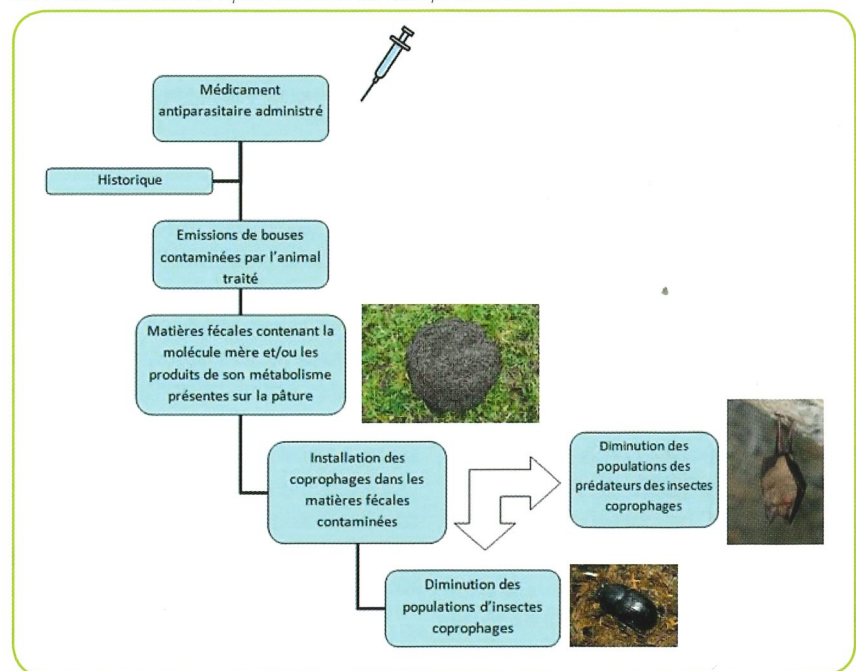 Médicament
antiparasitaire administré
Historique
Emissions de bouses
contaminées par l'animal
traité
Matières fécales contenant la
molécule mère et/ou les
produits de son métabolisme
présentes sur la pâture
Installation des
coprophages dans les
matières fécales
contaminées
Diminution des
populations des
prédateurs des insectes
coprophages
Diminution des
populations d'insectes
coprophages